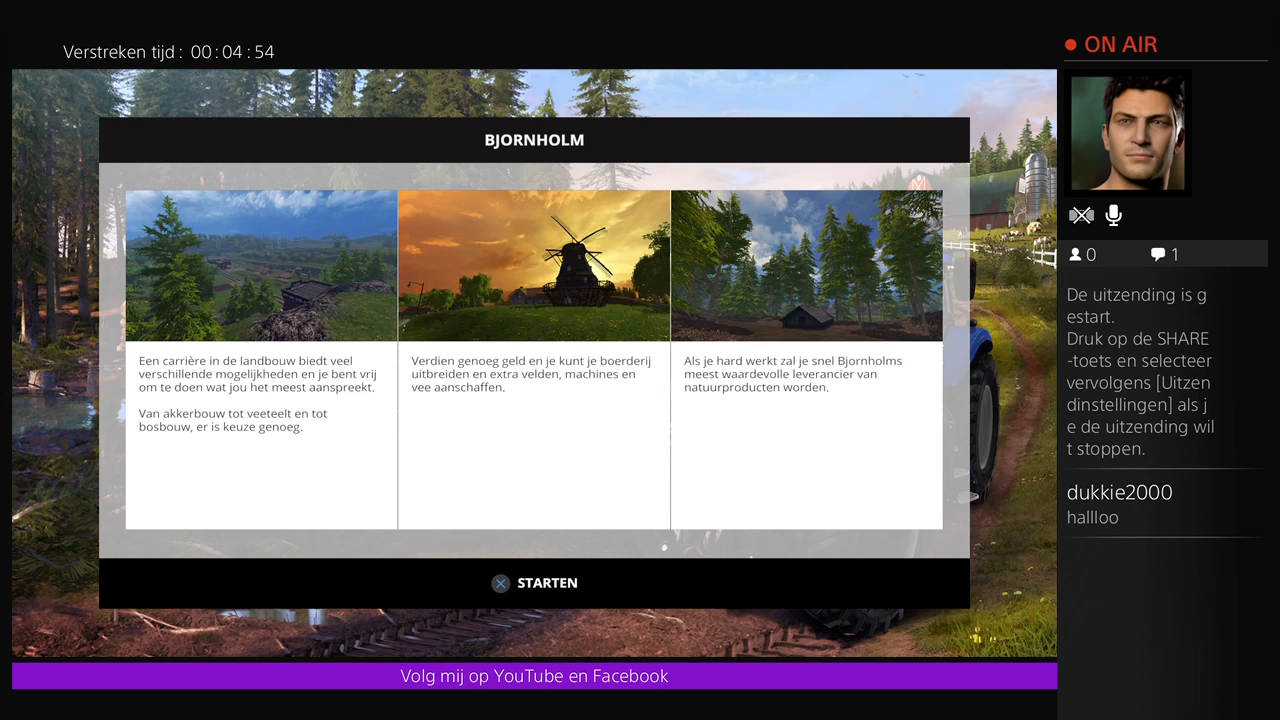 Verstreken tijd : 00:04:54
ON AIR
BJORNHOLM
Een carrière in de landbouw biedt veel
verschillende mogelijkheden en je bent vrij
om te doen wat jou het meest aanspreekt.
Van akkerbouw tot veeteelt en tot
bosbouw, er is keuze genoeg.
Verdien genoeg geld en je kunt je boerderij
uitbreiden en extra velden, machines en
vee aanschaffen.
Als je hard werkt zal je snel Bjornholms
meest waardevolle leverancier van
natuurproducten worden.
STARTEN
Volg mij op YouTube en Facebook
0
1
De uitzending is g
estart.
Druk op de SHARE
-toets en selecteer
vervolgens [Uitzen
dinstellingen] als j
e de uitzending wil
t stoppen.
dukkie2000
hallloo